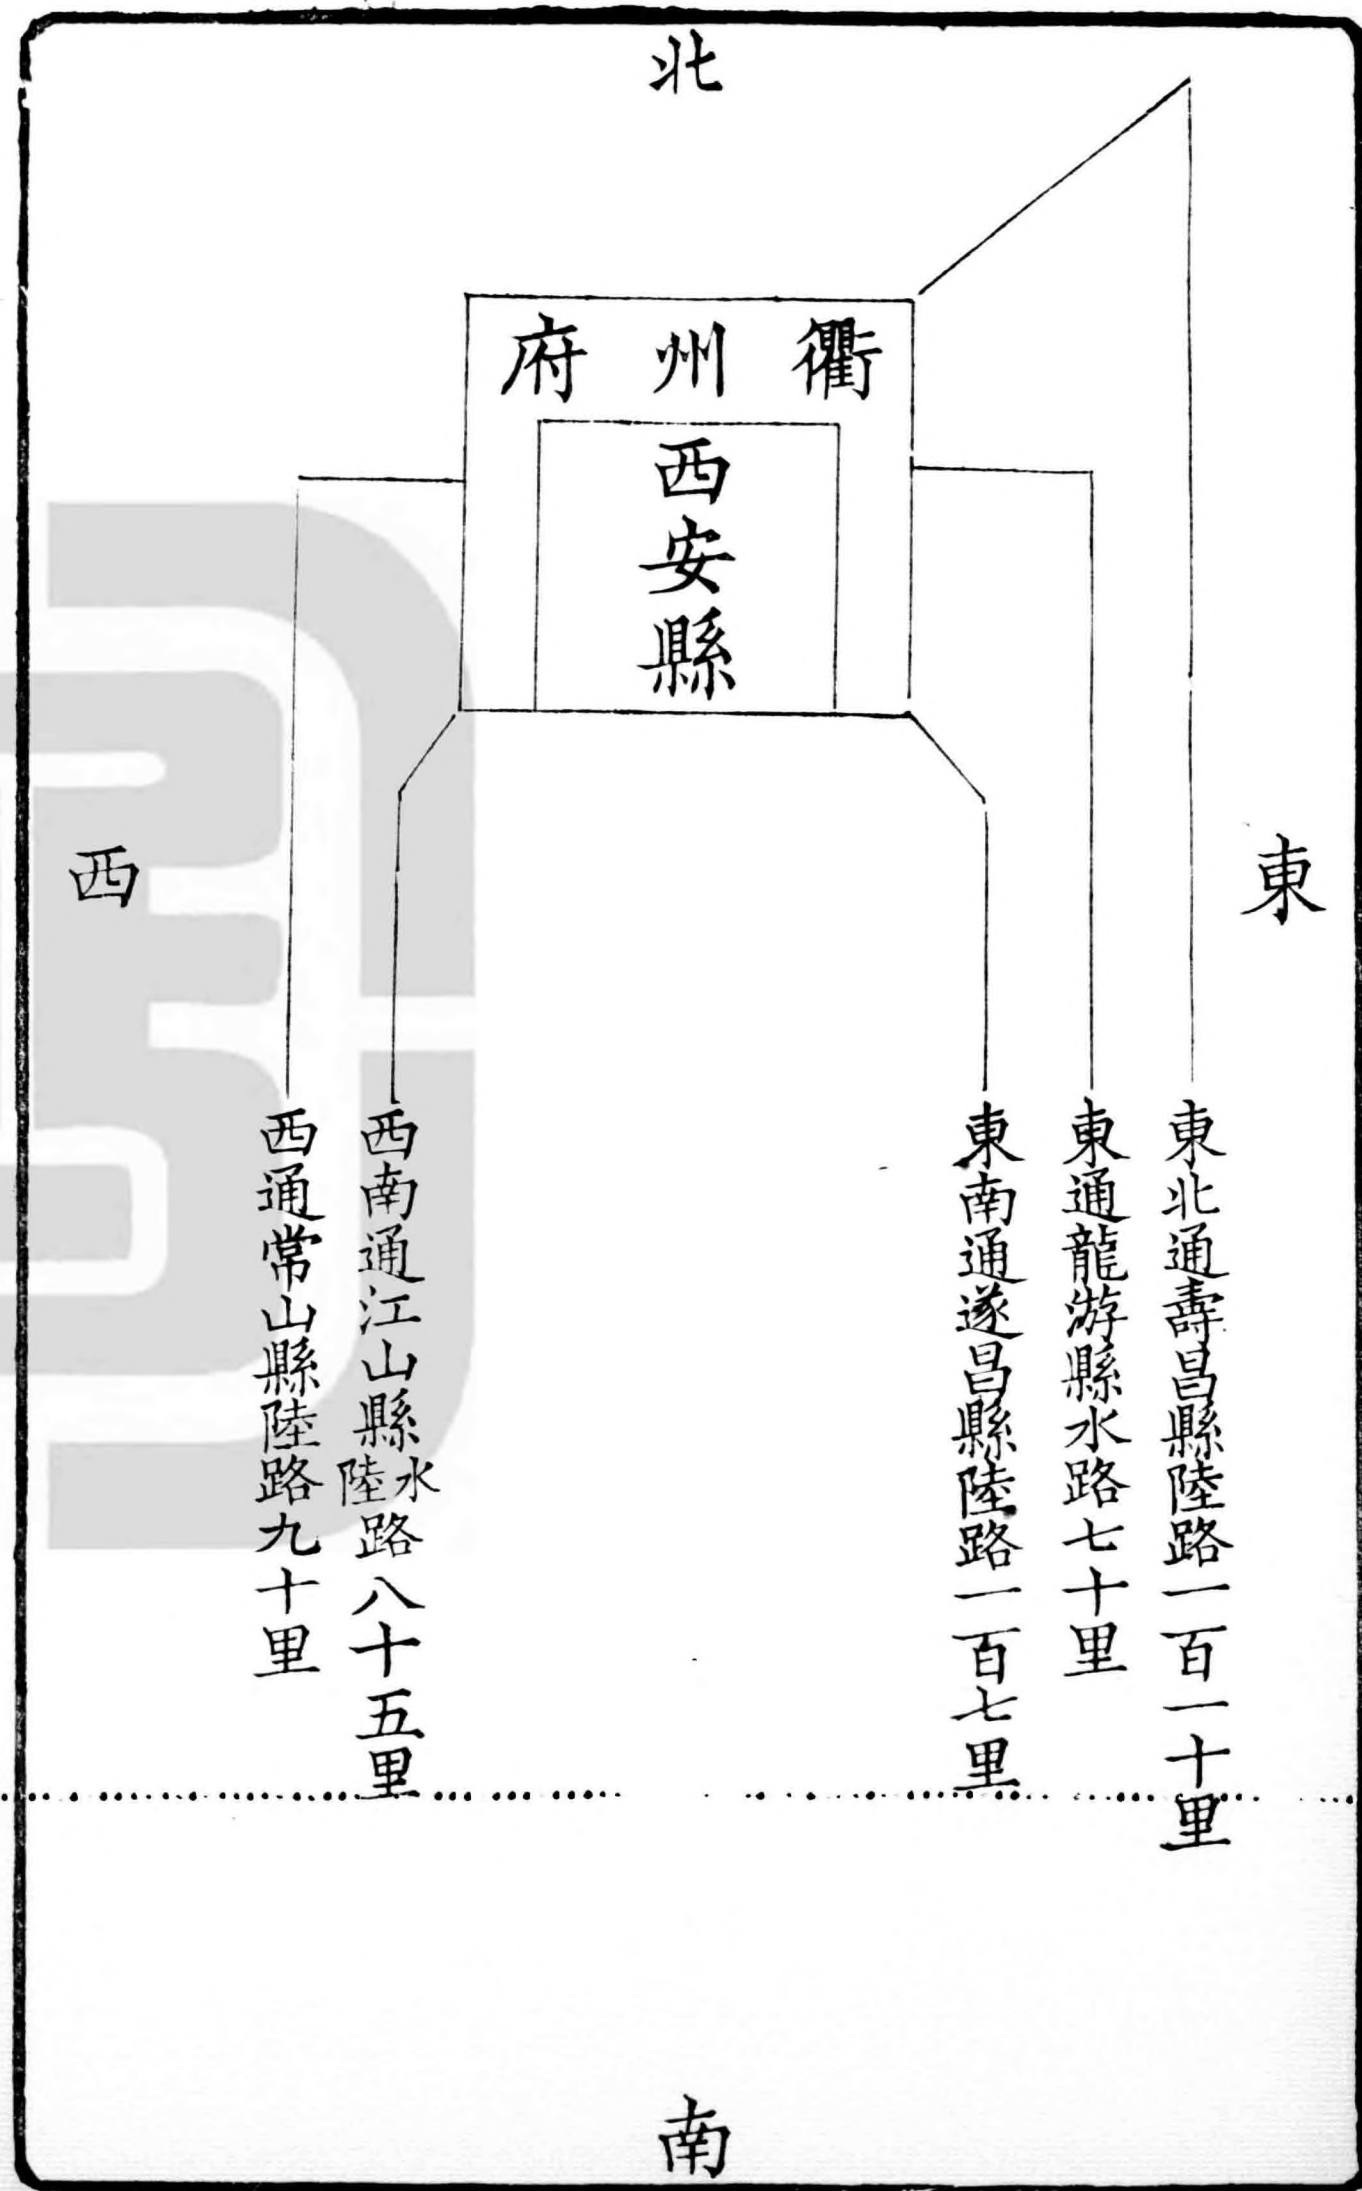 北
衢州府
西安縣
東
西
東北通壽昌縣陸路一百一十里
東通龍游縣水路七十里
東南通遂昌縣陸路一百七里
西南通江山縣水陸路八十五里
西通常山縣陸路九十里
南